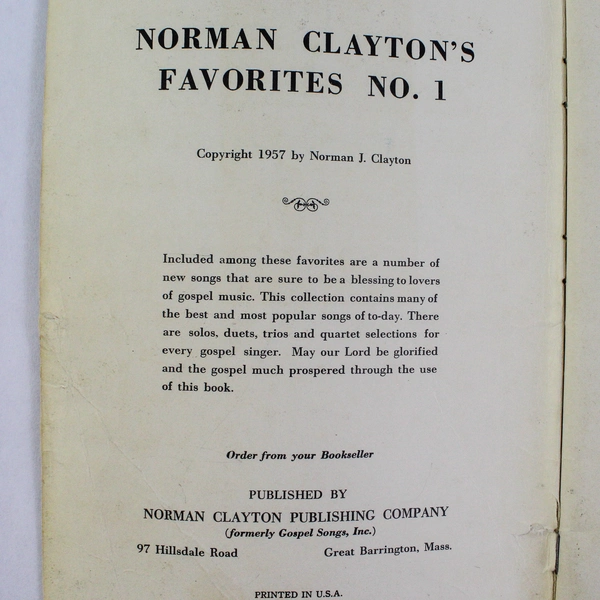 NORMAN CLAYTON'S
FAVORITES NO. 1
Copyright 1957 by Norman J. Clayton
Included among these favorites are a number of
new songs that are sure to be a blessing to lovers
of gospel music. This collection contains many of
the best and most popular songs of to-day. There
are solos, duets, trios and quartet selections for
every gospel singer. May our Lord be glorified
and the gospel much prospered through the use
of this book.
Order from your Bookseller
PUBLISHED BY
NORMAN CLAYTON PUBLISHING COMPANY
(formerly Gospel Songs, Inc.)
97 Hillsdale Road Great Barrington, Mass.
PRINTED IN U.S.A.